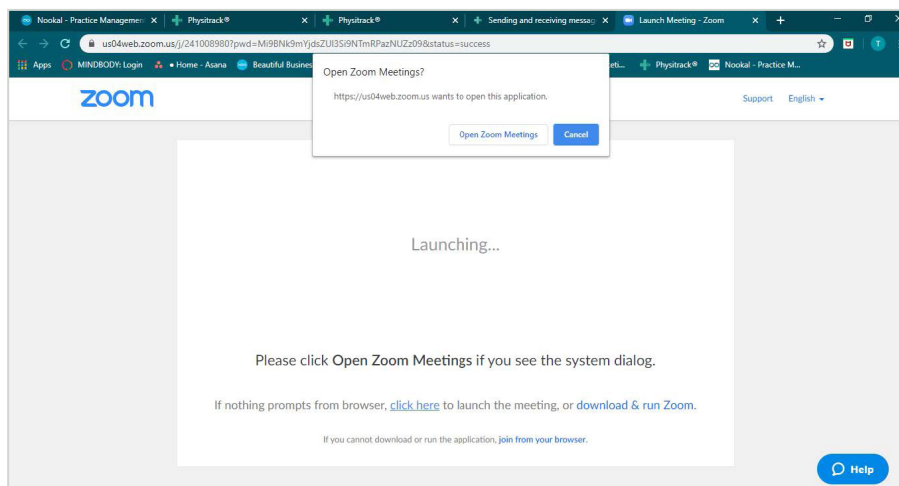 Nookal - Practice Managemen
Physitrack®
Physitrack®
Sending and receiving messag
Launch Meeting - Zoom
us04web.zoom.us/j/241008980?pwd=Mi9BNk9mYjdsZUI3Si9NTmRPazNUZz09&status=success
T
Apps
MINDBODY: Login
• Home - Asana
Beautiful Busines
eti...
Physitrack®
Nookal - Practice M...
Open Zoom Meetings?
https://us04web.zoom.us wants to open this application.
Open Zoom Meetings
Cancel
zoom
Support
English
Launching...
Please click Open Zoom Meetings if you see the system dialog.
If nothing prompts from browser, click here to launch the meeting, or download & run Zoom.
If you cannot download or run the application, join from your browser.
Help